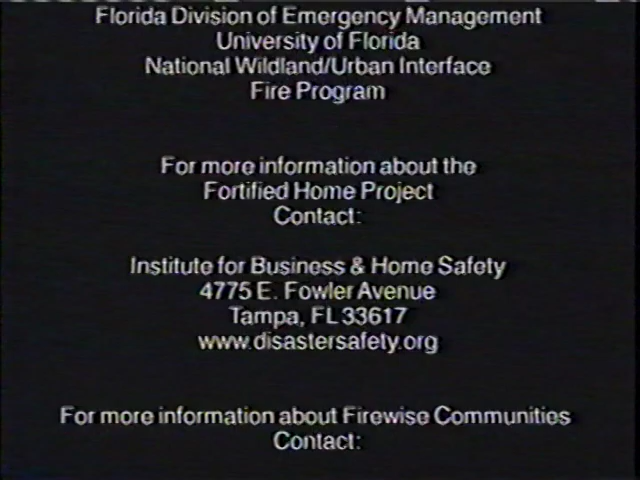 Florida Division of Emergency Management
University of Florida
National Wildland/Urban Interface
Fire Program
For more information about the
Fortified Home Project
Contact:
Institute for Business & Home Safety
4775 E. Fowler Avenue
Tampa, FL 33617
www.disastersafety.org
For more information about Firewise Communities
Contact: